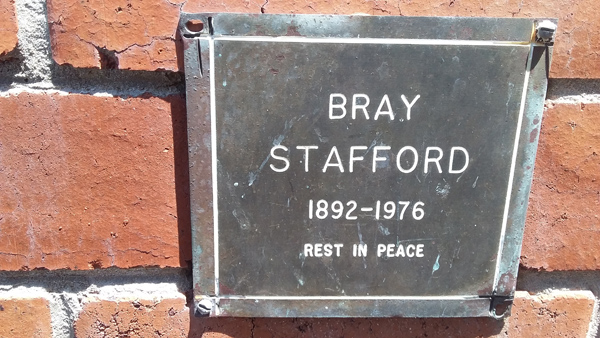 BRAY
STAFFORD
1892-1976
REST IN PEACE